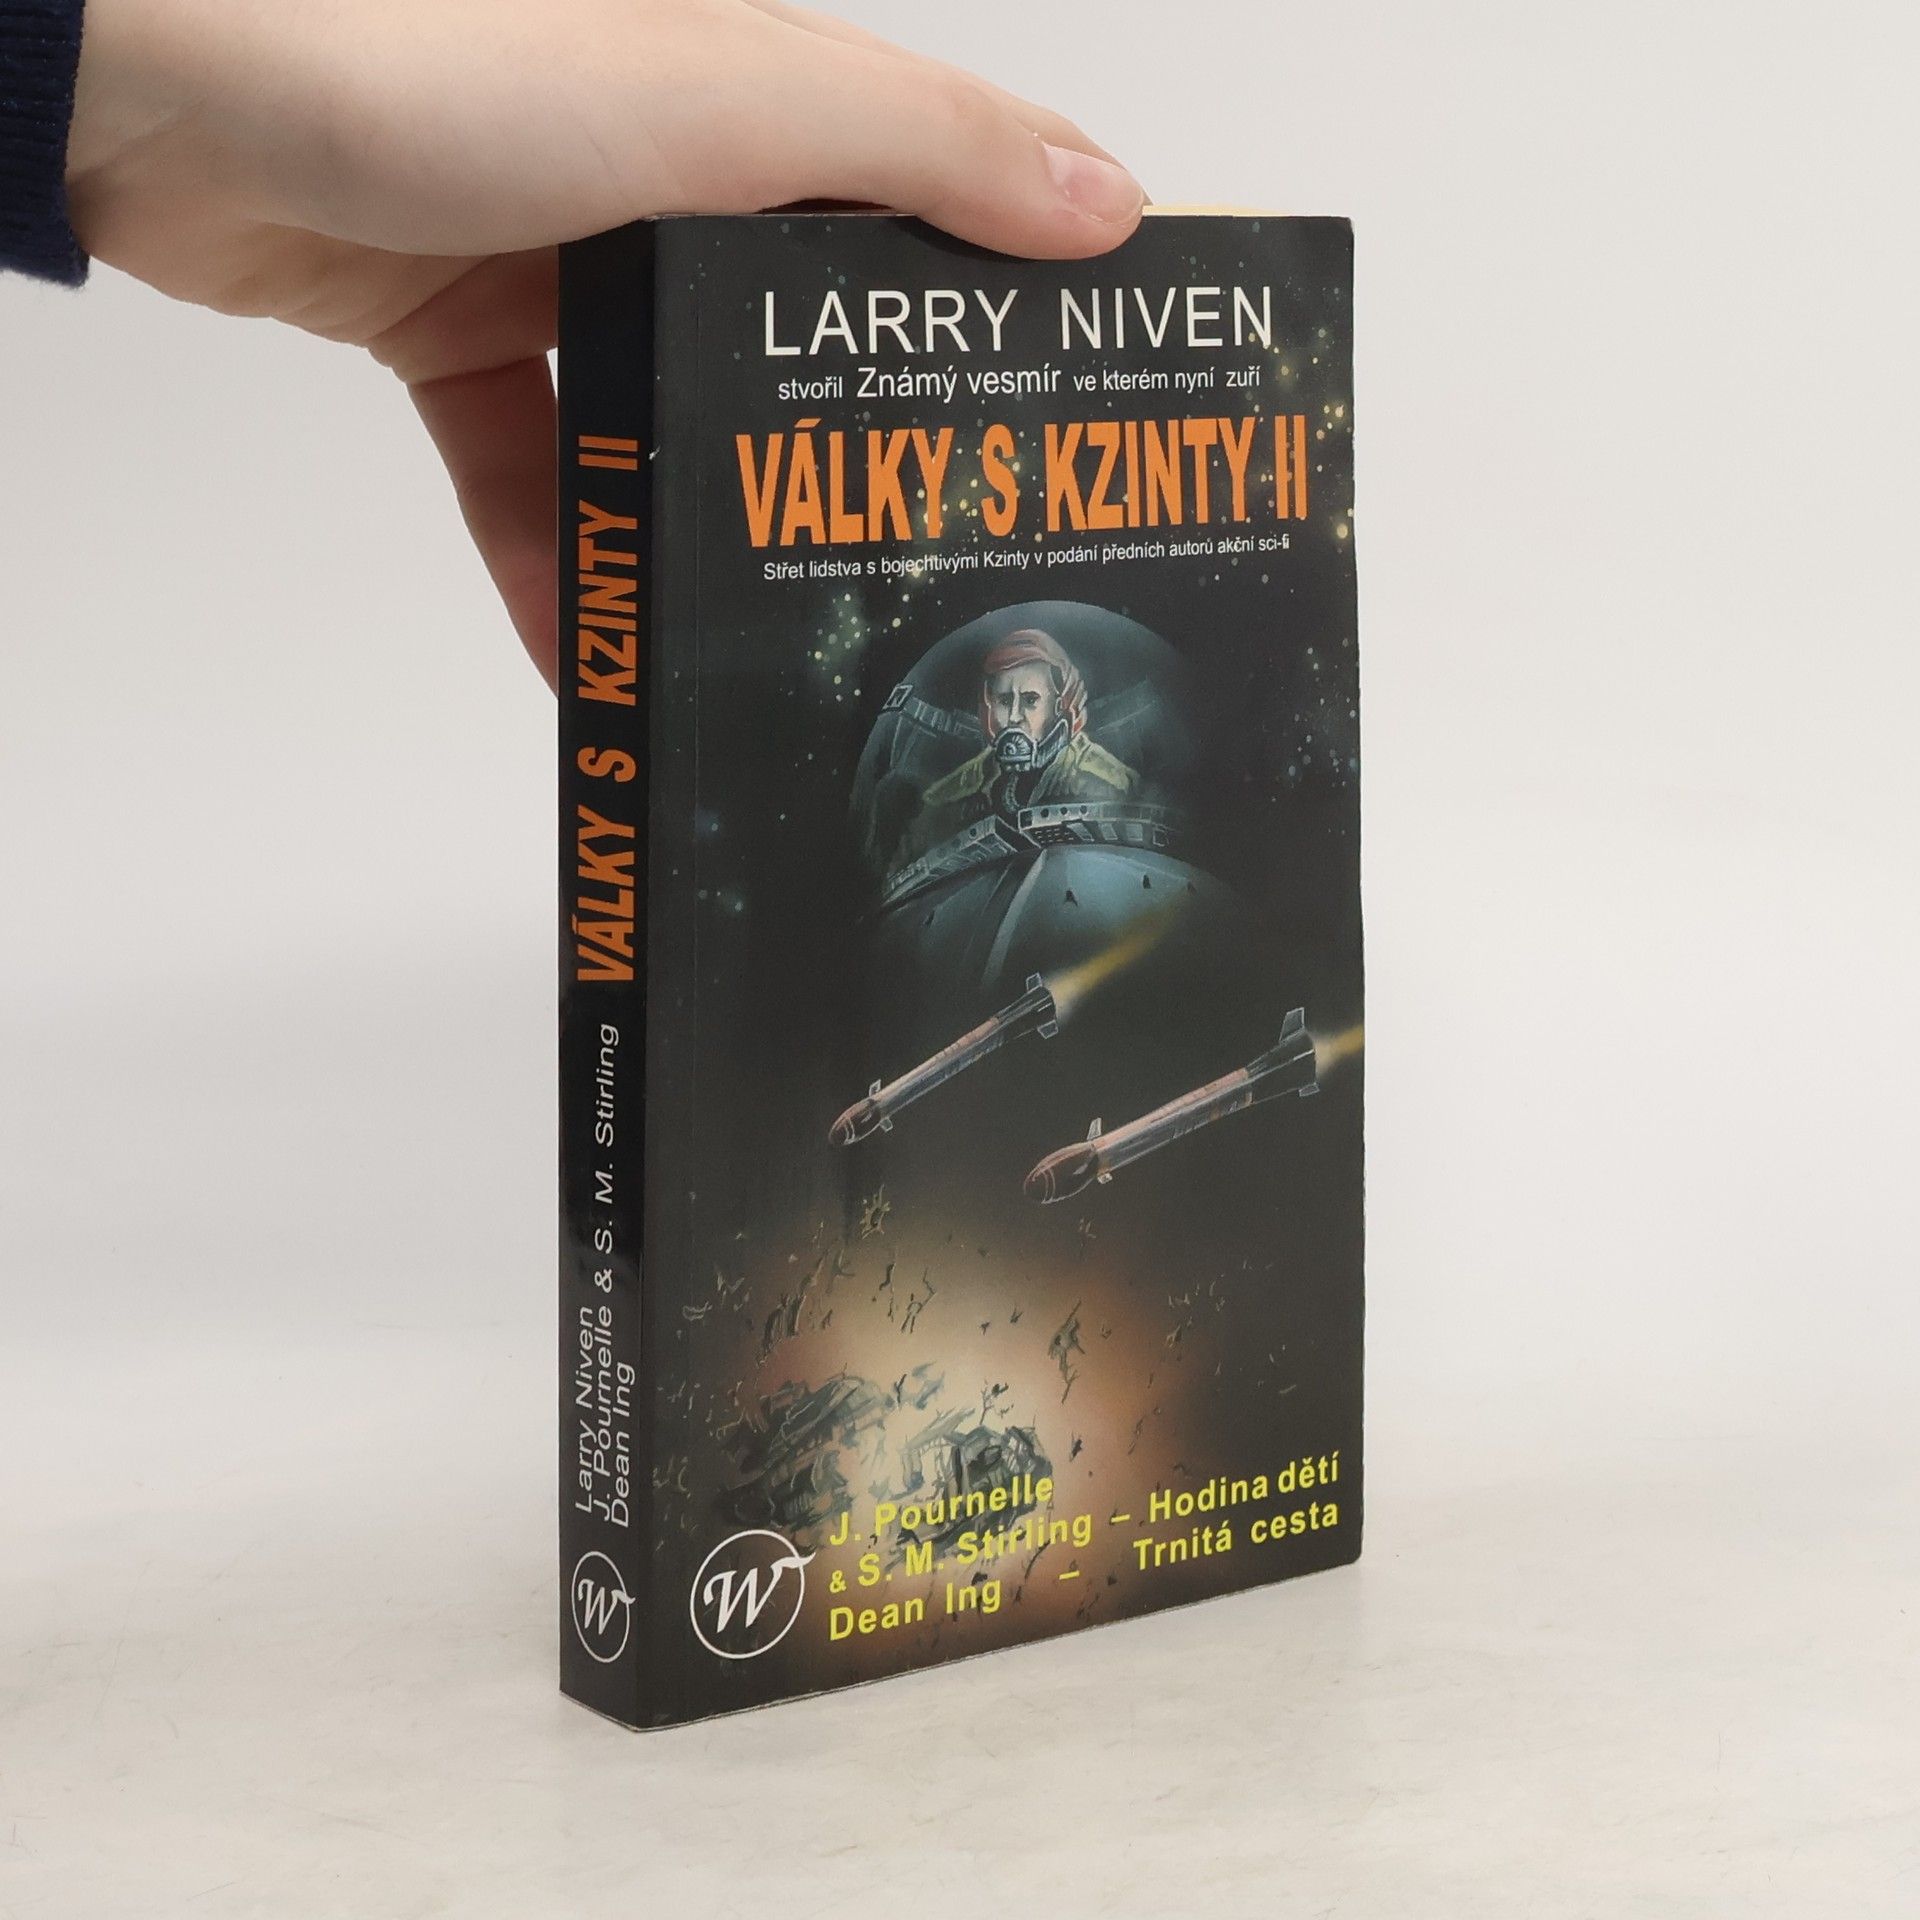 LARRY NIVEN
stvořil Známý vesmír ve kterém nyní zuří
VÁLKY S KZINTY II
Střet lidstva s bojechtivými Kzinty v podání předních autorů akční sci-fi
J. Pournelle
& S. M. Stirling – Hodina dětí
Dean Ing – Trnitá cesta
W
VÁLKY S KZINTY II
Larry Niven
J. Pournelle & S. M. Stirling
Dean Ing
W